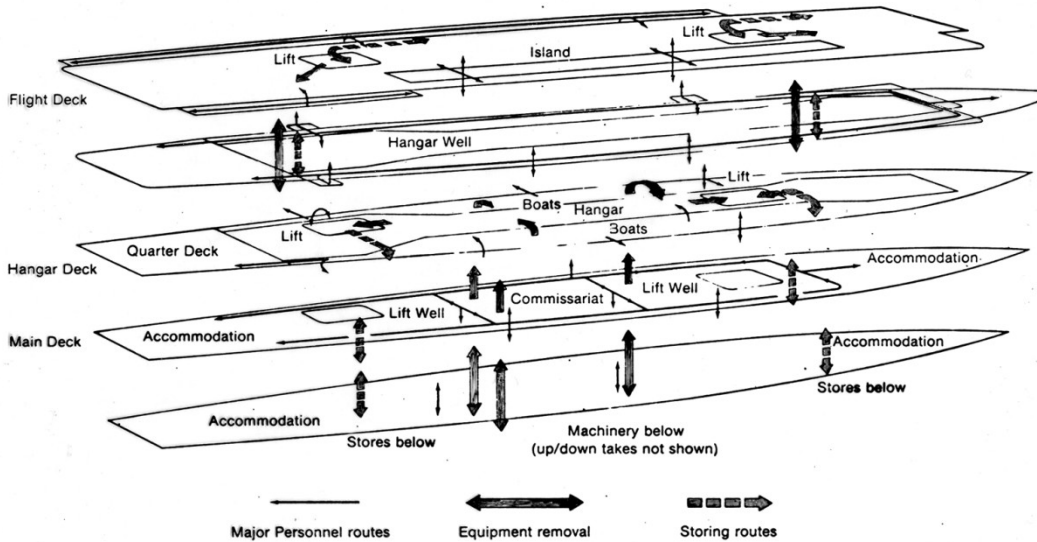 Lift
Lift
Island
Flight Deck
Hangar Well
Lift
Boats
Hangar
Boats
Lift
Quarter Deck
Hangar Deck
Accommodation
Lift Well
Commissariat
Lift Well
Accommodation
Main Deck
Accommodation
Stores below
Accommodation
Stores below
Machinery below
(up/down takes not shown)
Major Personnel routes
Equipment removal
Storing routes